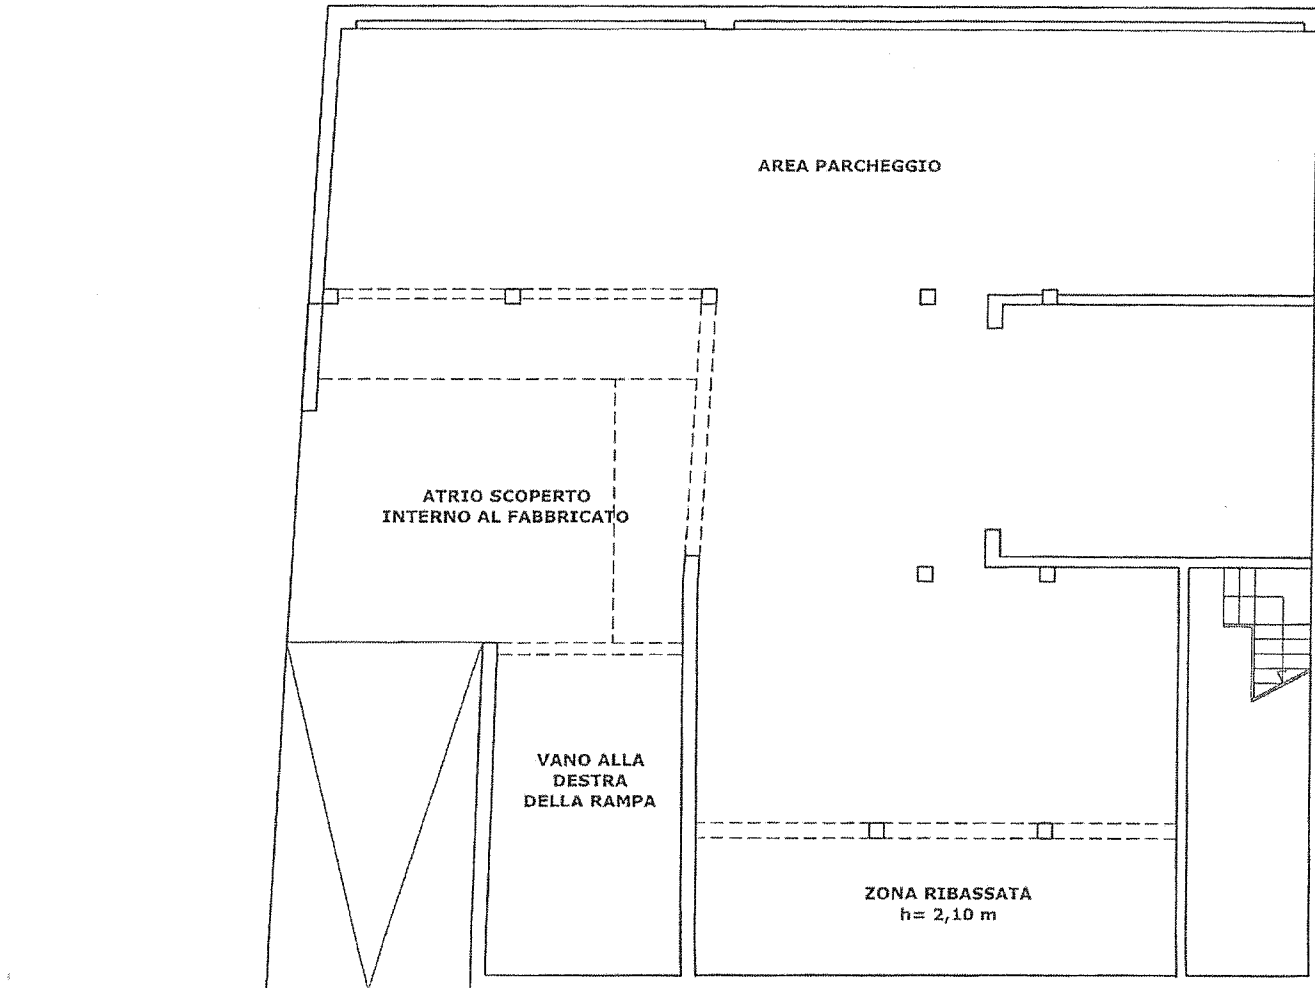 AREA PARCHEGGIO
ATRIO SCOPERTO
INTERNO AL FABBRICATO
VANO ALLA
DESTRA
DELLA RAMPA
ZONA RIBASSATA
h= 2,10 m